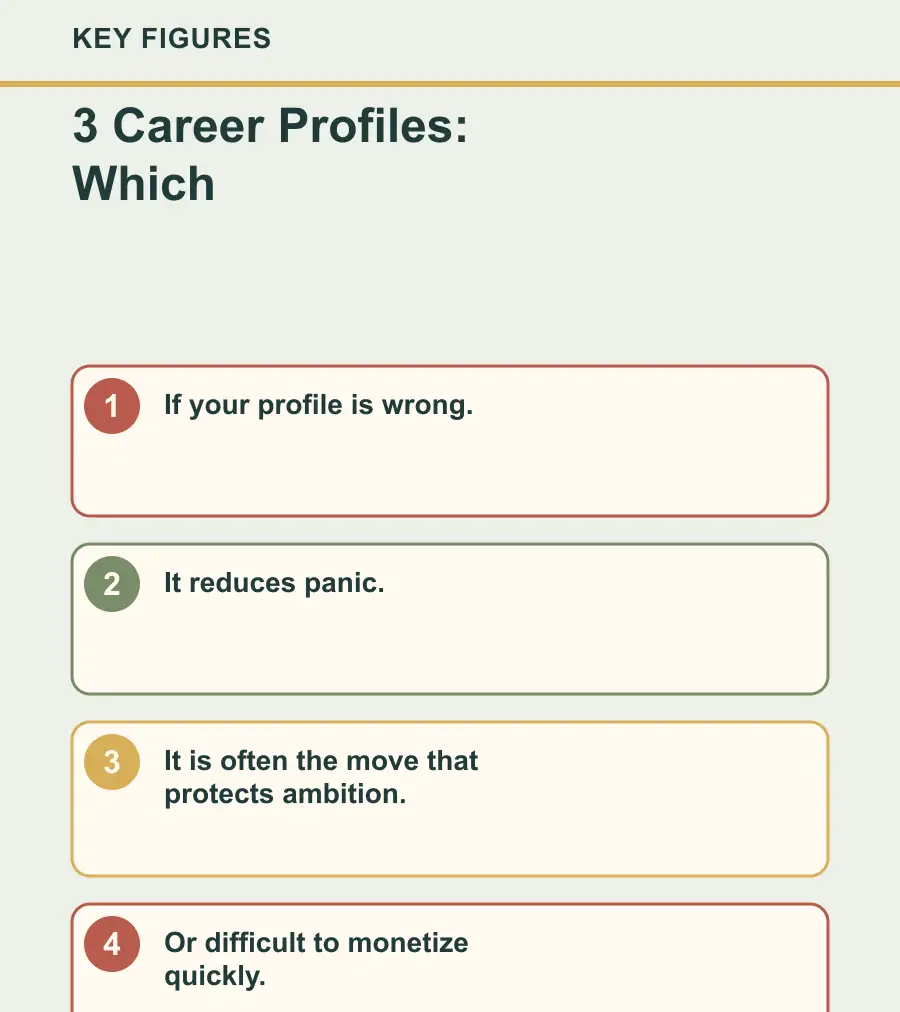 KEY FIGURES
3 Career Profiles:
Which
1
If your profile is wrong.
2
It reduces panic.
3
It is often the move that
protects ambition.
4
Or difficult to monetize
quickly.